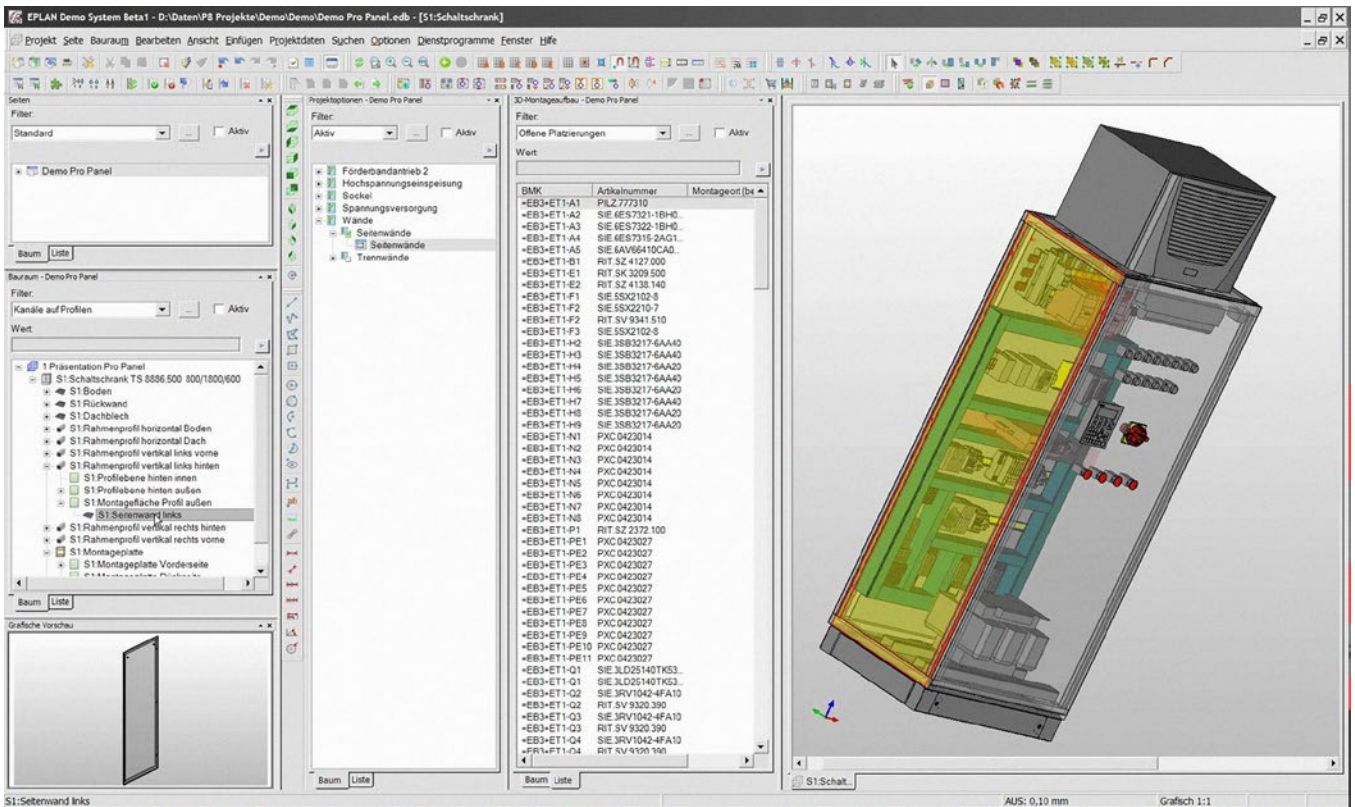 EPLAN Demo System Beta1 - D:\Daten\P8 Projekte\Demo\Demo\Demo Pro Panel.edb - [S1:Schaltschrank]
Projekt Seite Bauraum Bearbeiten Ansicht Einfügen Projektdaten Suchen Optionen Dienstprogramme Fenster Hilfe
Seiten
Filter:
Standard
...
Aktiv
Demo Pro Panel
Baum Liste
Bauraum - Demo Pro Panel
Filter:
Kanäle auf Profilen
...
Aktiv
Wert
1 Präsentation Pro Panel
S1:Schaltschrank TS 8886.500 800/1800/600
S1:Boden
S1:Rückwand
S1:Dachblech
S1:Rahmenprofil horizontal Boden
S1:Rahmenprofil horizontal Dach
S1:Rahmenprofil vertikal links vorne
S1:Rahmenprofil vertikal links hinten
S1:Profilebene hinten innen
S1:Profilebene hinten außen
S1:Montagefläche Profil außen
S1:Seitenwand links
S1:Rahmenprofil vertikal rechts hinten
S1:Rahmenprofil vertikal rechts vorne
S1:Montageplatte
S1:Montageplatte Vorderseite
S1:Montageplatte Rückseite
Baum Liste
Grafische Vorschau
Projektoptionen - Demo Pro Panel
Filter:
Aktiv
...
Aktiv
Förderbandantrieb 2
Hochspannungseinspeisung
Sockel
Spannungsversorgung
Wände
Seitenwände
Seitenwände
Trennwände
Baum Liste
3D-Montageaufbau - Demo Pro Panel
Filter:
Offene Platzierungen
...
Aktiv
Wert
BMK Artikelnummer Montageort (be
=EB3+ET1-A1 PILZ.777310
=EB3+ET1-A2 SIE.6ES7321-1BH0...
=EB3+ET1-A3 SIE.6ES7322-1BH0...
=EB3+ET1-A4 SIE.6ES7315-2AG1...
=EB3+ET1-A5 SIE.6AV66410CA0...
=EB3+ET1-B1 RIT.SZ 4127.000
=EB3+ET1-E1 RIT.SK 3209.500
=EB3+ET1-E2 RIT.SZ 4138.140
=EB3+ET1-F1 SIE.5SX2102-8
=EB3+ET1-F2 SIE.5SX2210-7
=EB3+ET1-F2 RIT.SV 9341.510
=EB3+ET1-F3 SIE.5SX2102-8
=EB3+ET1-H2 SIE.3SB3217-6AA40
=EB3+ET1-H3 SIE.3SB3217-6AA40
=EB3+ET1-H4 SIE.3SB3217-6AA20
=EB3+ET1-H5 SIE.3SB3217-6AA40
=EB3+ET1-H6 SIE.3SB3217-6AA20
=EB3+ET1-H7 SIE.3SB3217-6AA40
=EB3+ET1-H8 SIE.3SB3217-6AA20
=EB3+ET1-H9 SIE.3SB3217-6AA20
=EB3+ET1-N1 PXC.0423014
=EB3+ET1-N2 PXC.0423014
=EB3+ET1-N3 PXC.0423014
=EB3+ET1-N4 PXC.0423014
=EB3+ET1-N5 PXC.0423014
=EB3+ET1-N6 PXC.0423014
=EB3+ET1-N7 PXC.0423014
=EB3+ET1-N8 PXC.0423014
=EB3+ET1-P1 RIT.SZ 2372.100
=EB3+ET1-PE1 PXC.0423027
=EB3+ET1-PE2 PXC.0423027
=EB3+ET1-PE3 PXC.0423027
=EB3+ET1-PE4 PXC.0423027
=EB3+ET1-PE5 PXC.0423027
=EB3+ET1-PE6 PXC.0423027
=EB3+ET1-PE7 PXC.0423027
=EB3+ET1-PE8 PXC.0423027
=EB3+ET1-PE9 PXC.0423027
=EB3+ET1-PE10 PXC.0423027
=EB3+ET1-PE11 PXC.0423027
=EB3+ET1-Q1 SIE.3LD25140TK53...
=EB3+ET1-Q1 SIE.3LD25140TK53...
=EB3+ET1-Q2 SIE.3RV1042-4FA10
=EB3+ET1-Q2 RIT.SV 9320.390
=EB3+ET1-Q3 SIE.3RV1042-4FA10
=EB3+ET1-Q3 RIT.SV 9320.390
=EB3+ET1-Q4 SIE.3RV1042-4FA10
=EB3+ET1-Q4 RIT.SV 9320.390
Baum Liste
S1:Schalt...
S1:Seitenwand links
AUS: 0,10 mm
Grafisch 1:1